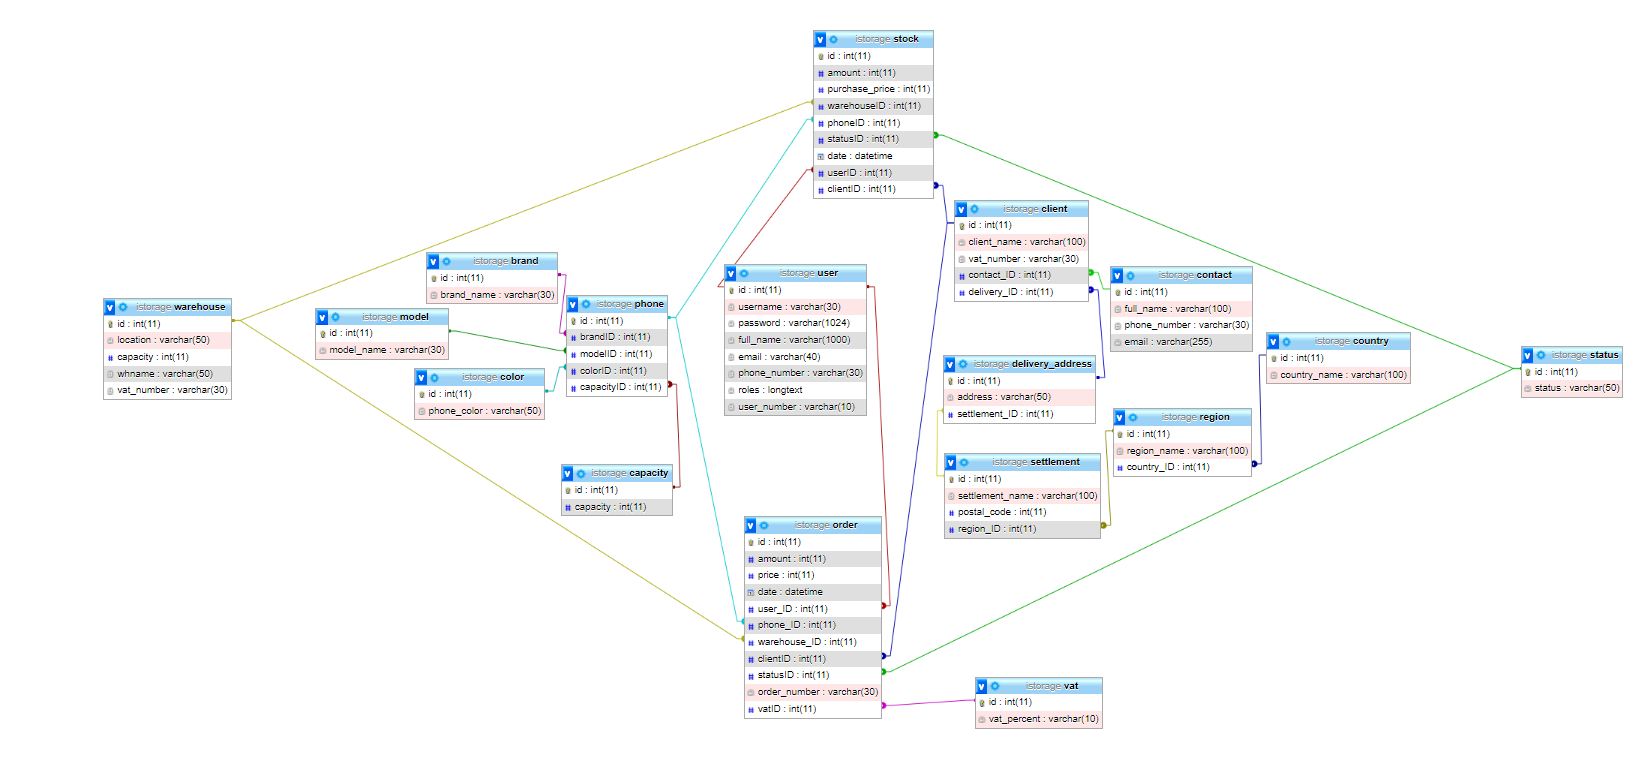 istorage stock
id : int(11)
amount : int(11)
purchase_price : int(11)
warehouseID : int(11)
phoneID : int(11)
statusID : int(11)
date : datetime
userID : int(11)
clientID : int(11)
istorage client
id : int(11)
client_name : varchar(100)
vat_number : varchar(30)
contact_ID : int(11)
delivery_ID : int(11)
istorage brand
id : int(11)
brand_name : varchar(30)
istorage user
id : int(11)
username : varchar(30)
password : varchar(1024)
full_name : varchar(1000)
email : varchar(40)
phone_number : varchar(30)
roles : longtext
user_number : varchar(10)
istorage contact
id : int(11)
full_name : varchar(100)
phone_number : varchar(30)
email : varchar(255)
istorage warehouse
id : int(11)
location : varchar(50)
capacity : int(11)
whname : varchar(50)
vat_number : varchar(30)
istorage model
id : int(11)
model_name : varchar(30)
istorage phone
id : int(11)
brandID : int(11)
modelID : int(11)
colorID : int(11)
capacityID : int(11)
istorage country
id : int(11)
country_name : varchar(100)
istorage status
id : int(11)
status : varchar(50)
istorage color
id : int(11)
phone_color : varchar(50)
istorage delivery_address
id : int(11)
address : varchar(50)
settlement_ID : int(11)
istorage region
id : int(11)
region_name : varchar(100)
country_ID : int(11)
istorage capacity
id : int(11)
capacity : int(11)
istorage settlement
id : int(11)
settlement_name : varchar(100)
postal_code : int(11)
region_ID : int(11)
istorage order
id : int(11)
amount : int(11)
price : int(11)
date : datetime
user_ID : int(11)
phone_ID : int(11)
warehouse_ID : int(11)
clientID : int(11)
statusID : int(11)
order_number : varchar(30)
vatID : int(11)
istorage vat
id : int(11)
vat_percent : varchar(10)